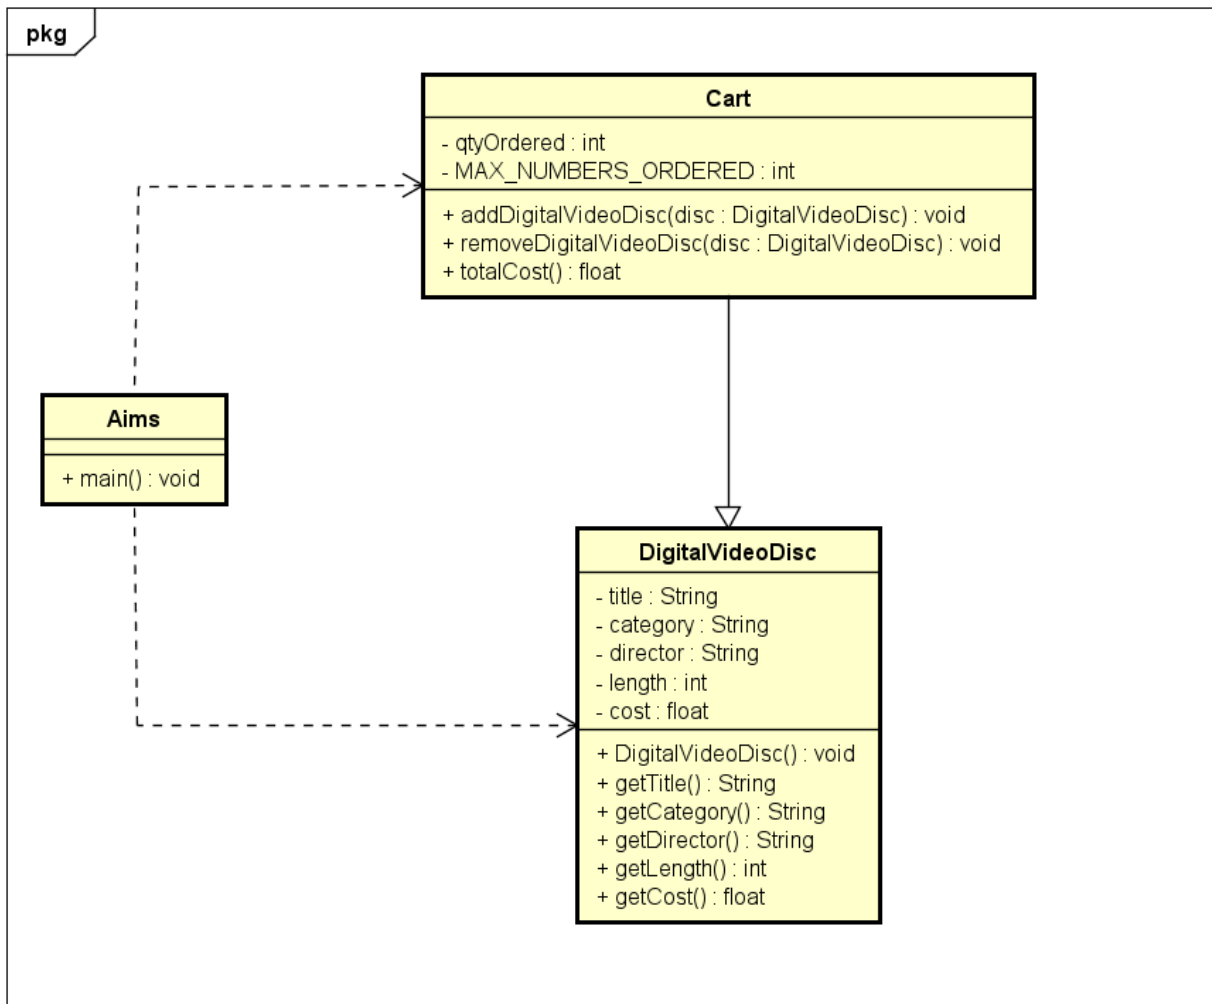 pkg
Cart
- qtyOrdered : int
- MAX_NUMBERS_ORDERED : int
+ addDigitalVideoDisc(disc : DigitalVideoDisc) : void
+ removeDigitalVideoDisc(disc : DigitalVideoDisc) : void
+ totalCost() : float
Aims
+ main() : void
DigitalVideoDisc
- title : String
- category : String
- director : String
- length : int
- cost : float
+ DigitalVideoDisc() : void
+ getTitle() : String
+ getCategory() : String
+ getDirector() : String
+ getLength() : int
+ getCost() : float